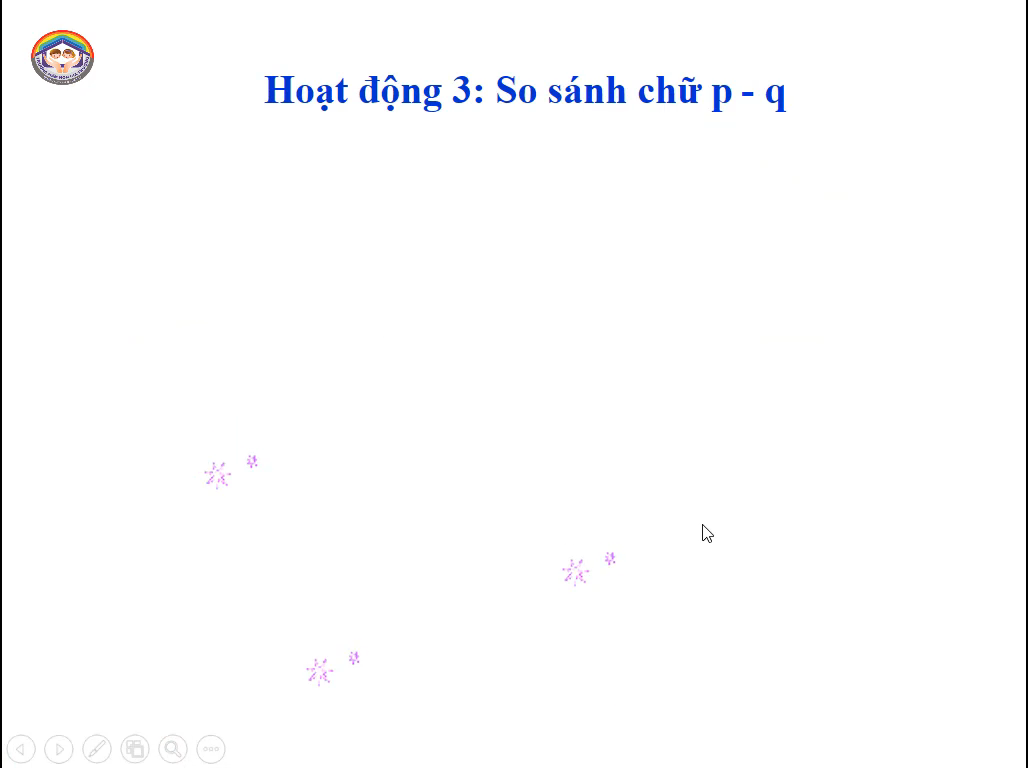 Hoạt động 3: So sánh chữ p - q